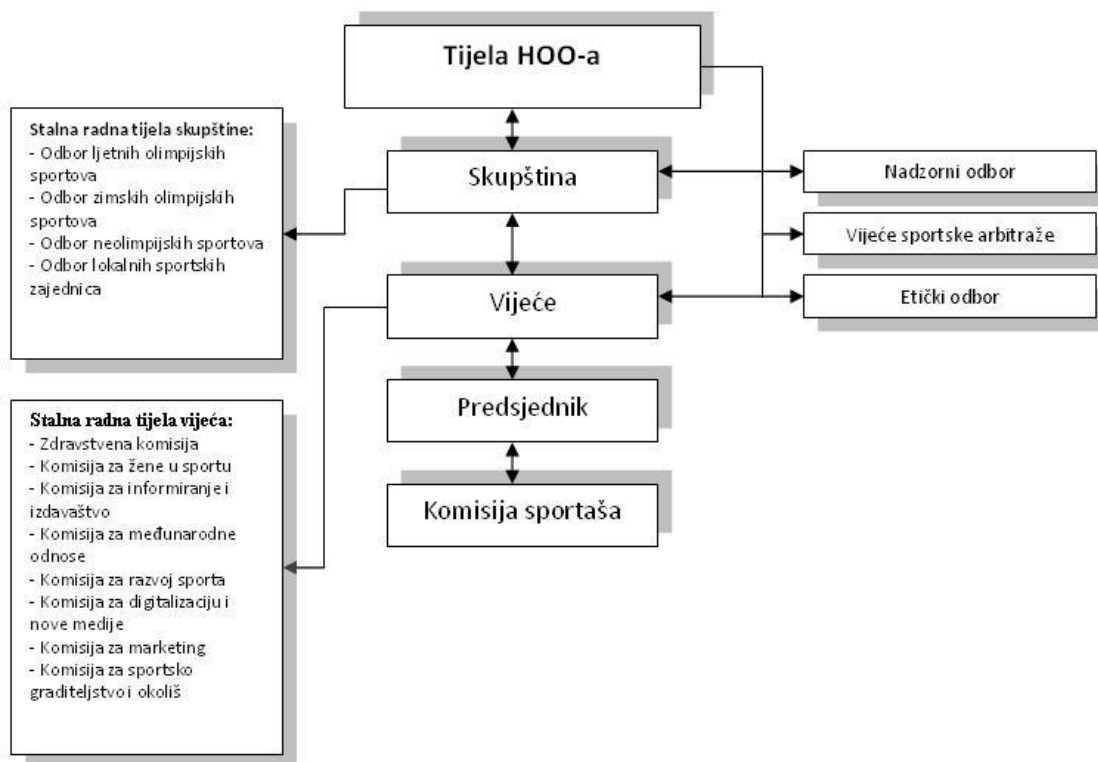 Tijela HOO-a
Stalna radna tijela skupštine:
- Odbor ljetnih olimpijskih
sportova
- Odbor zimskih olimpijskih
sportova
- Odbor neolimpijskih sportova
- Odbor lokalnih sportskih
zajednica
Skupština
Nadzorni odbor
Vijeće sportske arbitraže
Vijeće
Etički odbor
Predsjednik
Komisija sportaša
Stalna radna tijela vijeća:
- Zdravstvena komisija
- Komisija za žene u sportu
- Komisija za informiranje i
izdavaštvo
- Komisija za međunarodne
odnose
- Komisija za razvoj sporta
- Komisija za digitalizaciju i
nove medije
- Komisija za marketing
- Komisija za sportsko
graditeljstvo i okoliš